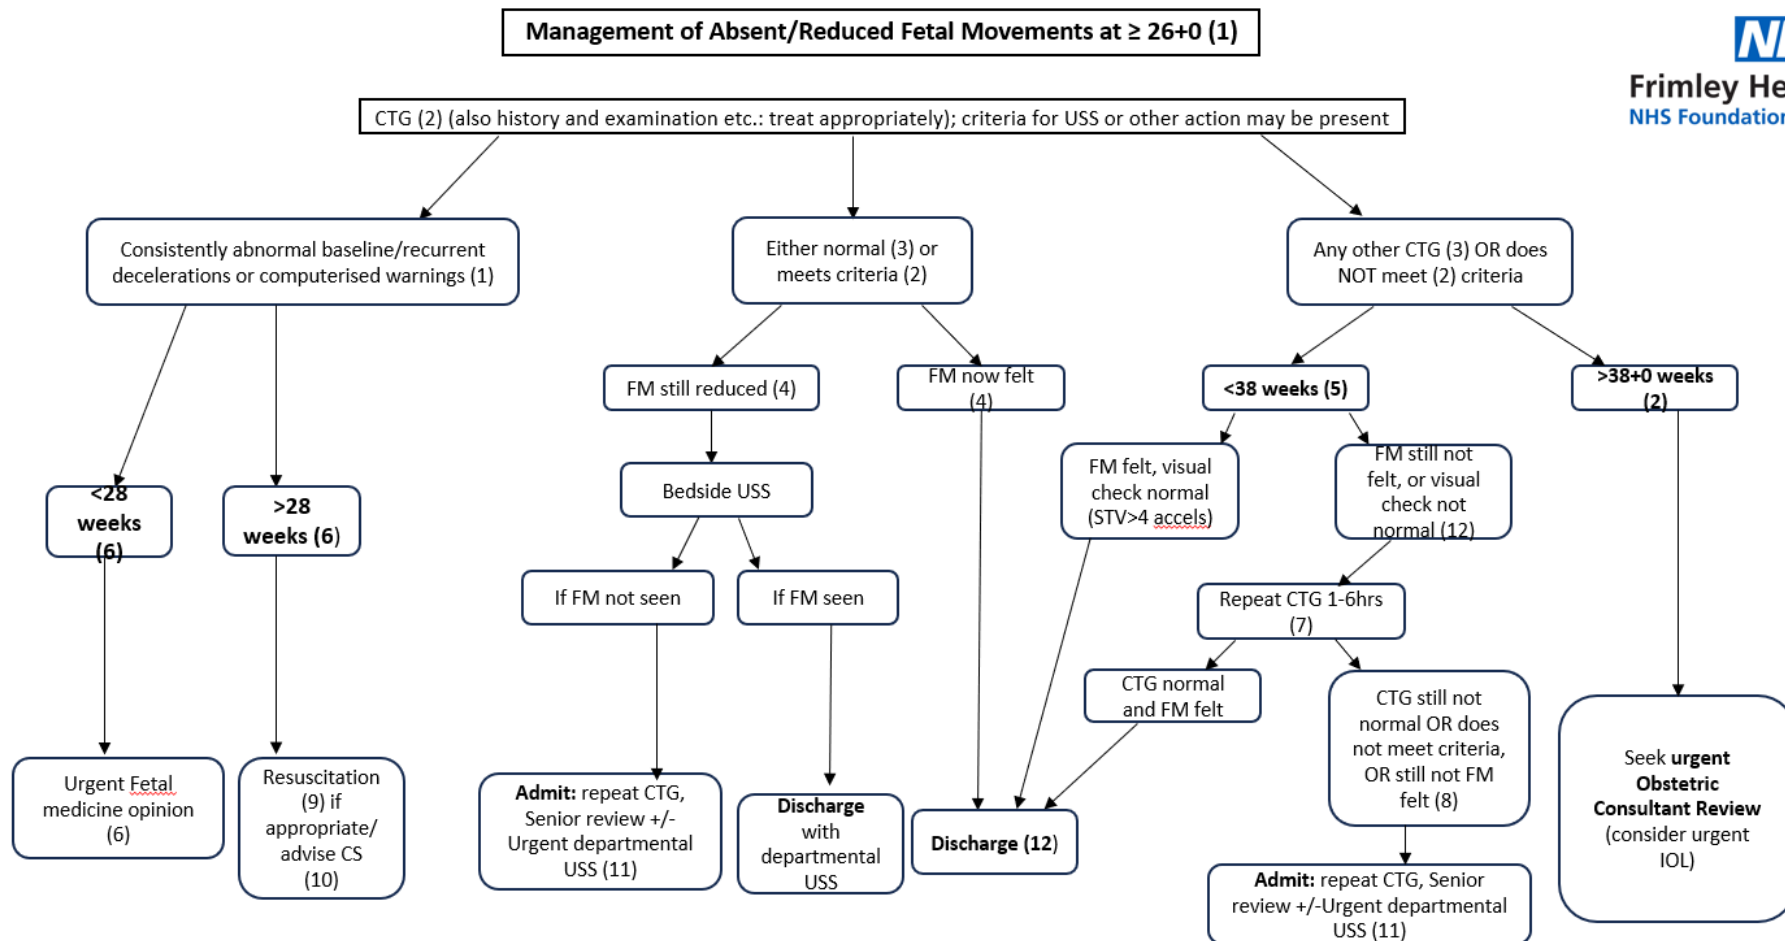 Management of Absent/Reduced Fetal Movements at ≥ 26+0 (1)
Frimley He
NHS Foundation
CTG (2) (also history and examination etc.: treat appropriately); criteria for USS or other action may be present
Consistently abnormal baseline/recurrent
decelerations or computerised warnings (1)
Either normal (3) or
meets criteria (2)
Any other CTG (3) OR does
NOT meet (2) criteria
FM still reduced (4)
FM now felt
(4)
<38 weeks (5)
>38+0 weeks
(2)
FM felt, visual
check normal
(STV>4 accels)
FM still not
felt, or visual
check not
normal (12)
Bedside USS
<28
weeks
(6)
>28
weeks (6)
If FM not seen
If FM seen
Repeat CTG 1-6hrs
(7)
CTG normal
and FM felt
CTG still not
normal OR does
not meet criteria,
OR still not FM
felt (8)
Urgent Fetal
medicine opinion
(6)
Resuscitation
(9) if
appropriate/
advise CS
(10)
Admit: repeat CTG,
Senior review +/-
Urgent departmental
USS (11)
Discharge
with
departmental
USS
Discharge (12)
Seek urgent
Obstetric
Consultant Review
(consider urgent
IOL)
Admit: repeat CTG, Senior
review +/-Urgent departmental
USS (11)